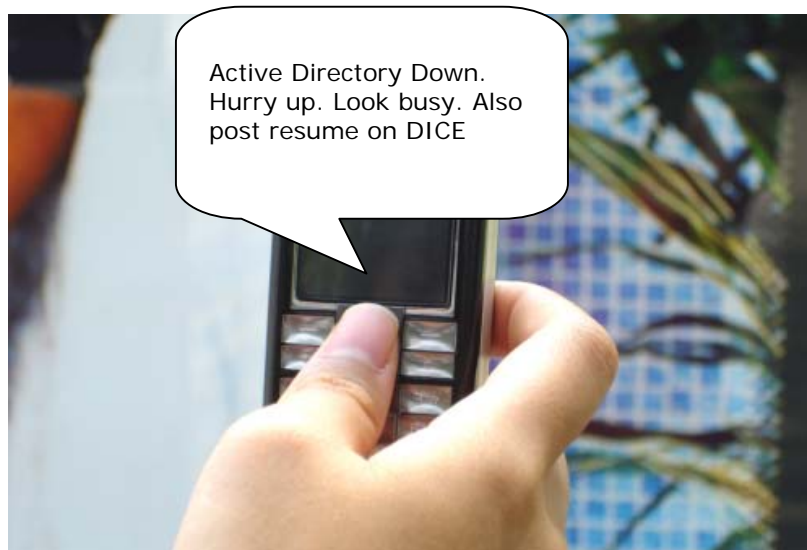 Active Directory Down.
Hurry up. Look busy. Also
post resume on DICE